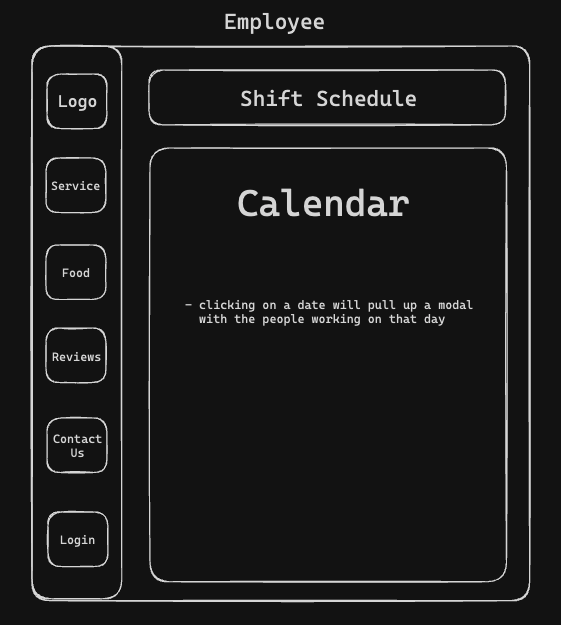 Employee
Logo
Service
Food
Reviews
Contact
Us
Login
Shift Schedule
Calendar
- clicking on a date will pull up a modal
with the people working on that day